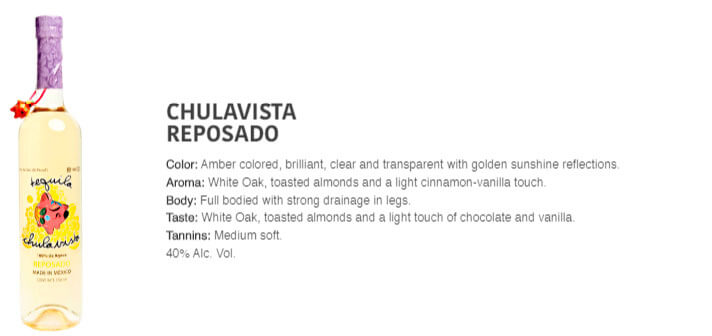 CHULAVISTA
REPOSADO
Color: Amber colored, brilliant, clear and transparent with golden sunshine reflections.
Aroma: White Oak, toasted almonds and a light cinnamon-vanilla touch.
Body: Full bodied with strong drainage in legs.
Taste: White Oak, toasted almonds and a light touch of chocolate and vanilla.
Tannins: Medium soft.
40% Alc. Vol.
tequila
chulavista
100% de Agave
REPOSADO
MADE IN MEXICO